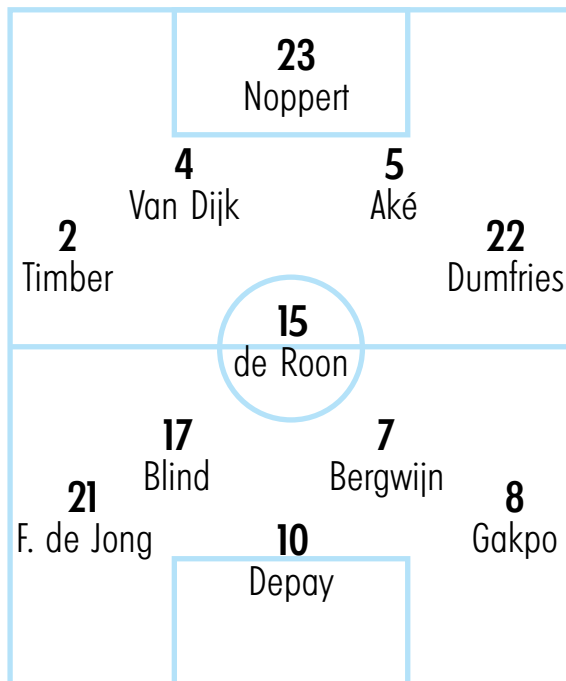 23
Noppert
4
Van Dijk
5
Aké
2
Timber
22
Dumfries
15
de Roon
17
Blind
7
Bergwijn
21
F. de Jong
10
Depay
8
Gakpo